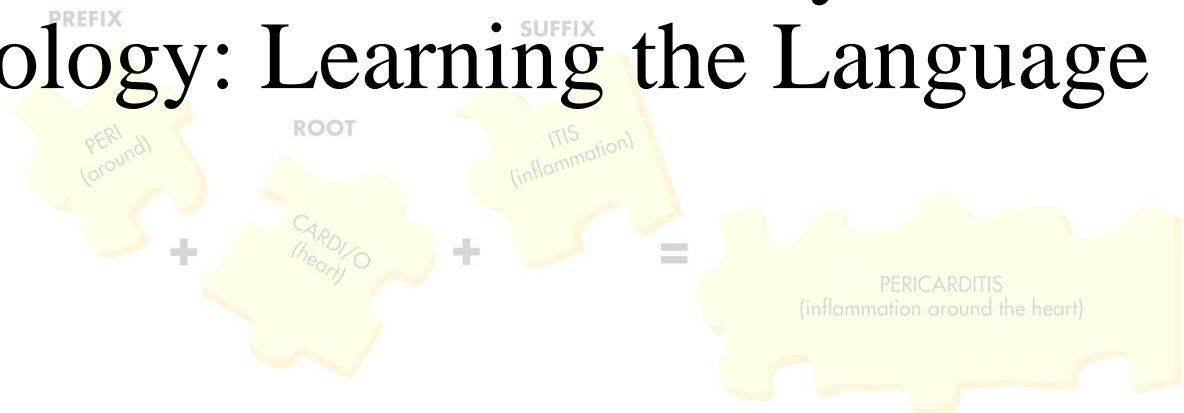 PREFIX
SUFFIX
ology: Learning the Language
ROOT
PERI
(around)
ITIS
(inflammation)
CARDI/O
(heart)
+
+
=
PERICARDITIS
(inflammation around the heart)